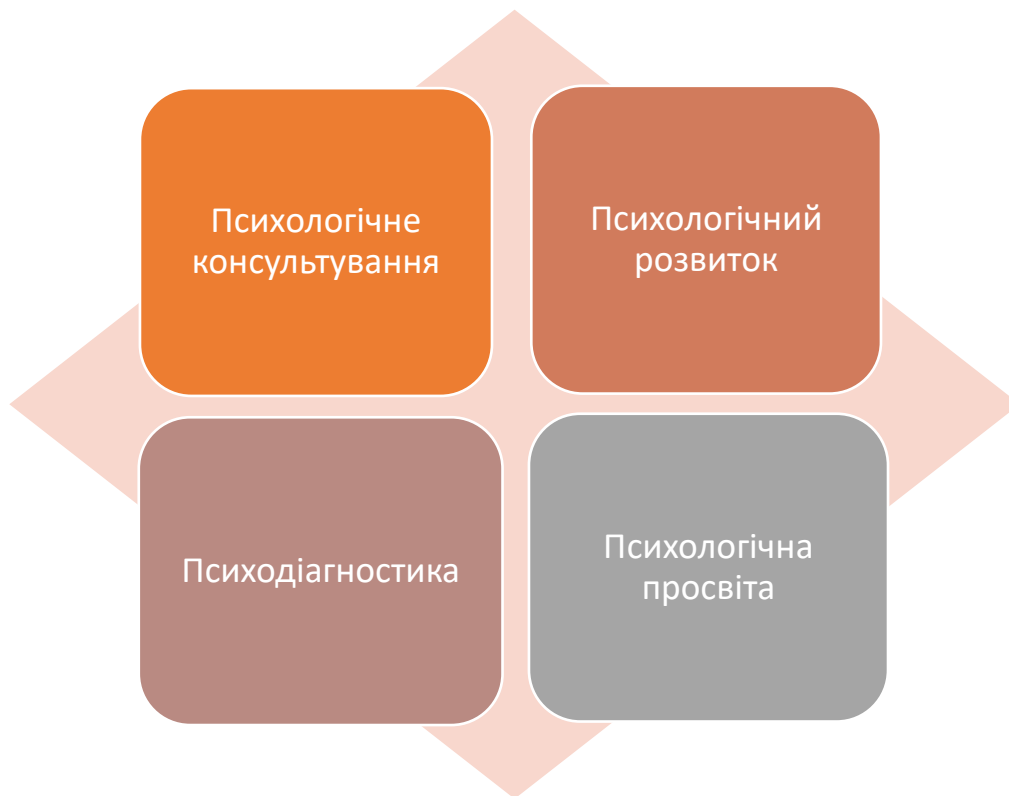 Психологічне
консультування
Психологічний
розвиток
Психодіагностика
Психологічна
просвіта